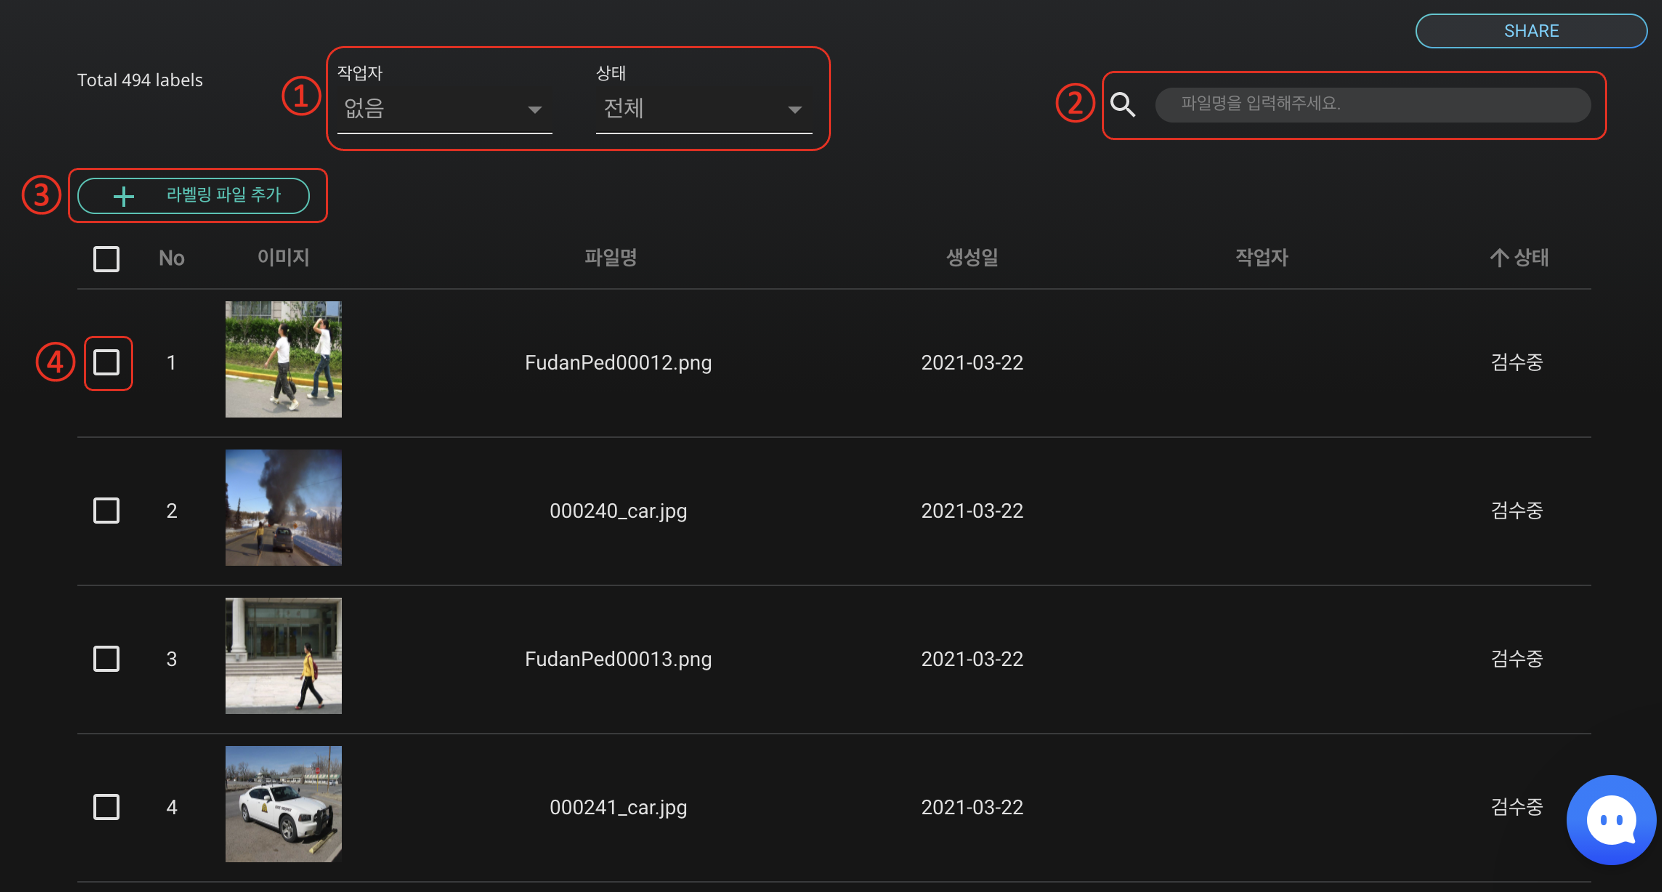 SHARE
Total 494 labels
① 작업자 상태
없음 전체
② 파일명을 입력해주세요.
③ + 라벨링 파일 추가
No 이미지 파일명 생성일 작업자 ↑ 상태
④ 1 FudanPed00012.png 2021-03-22 검수중
2 000240_car.jpg 2021-03-22 검수중
3 FudanPed00013.png 2021-03-22 검수중
4 000241_car.jpg 2021-03-22 검수중